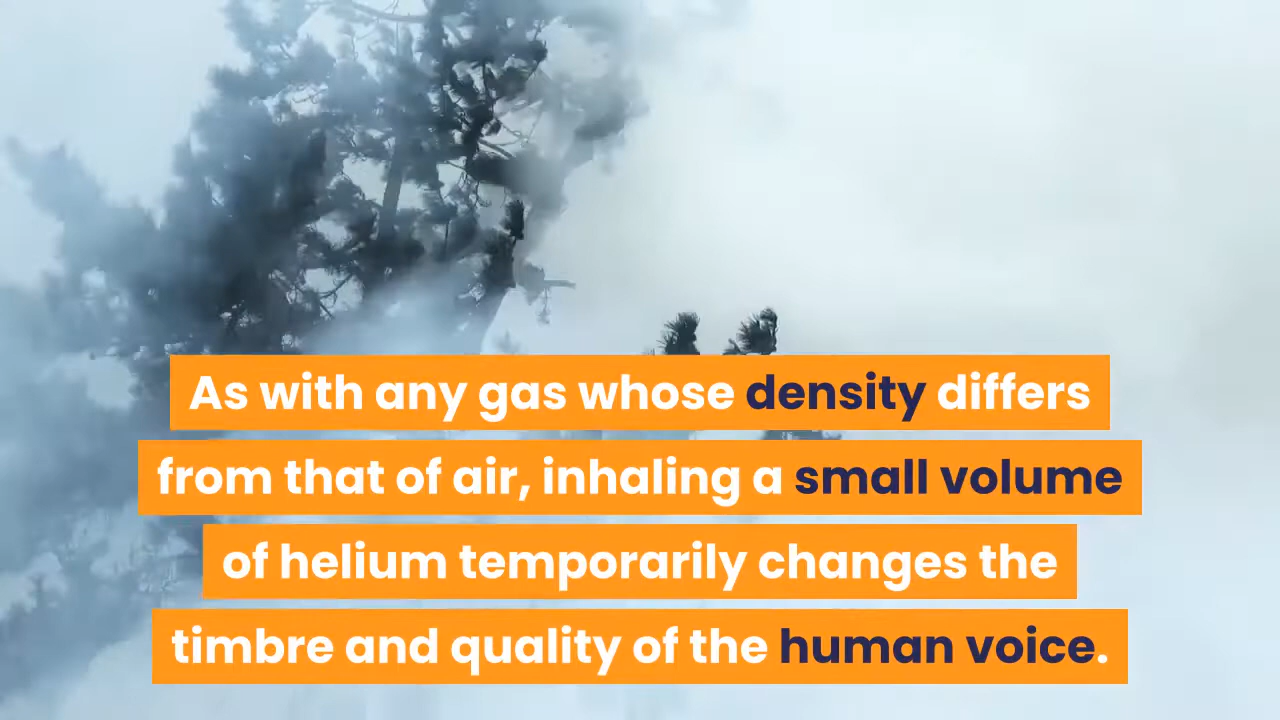 As with any gas whose density differs
from that of air, inhaling a small volume
of helium temporarily changes the
timbre and quality of the human voice.